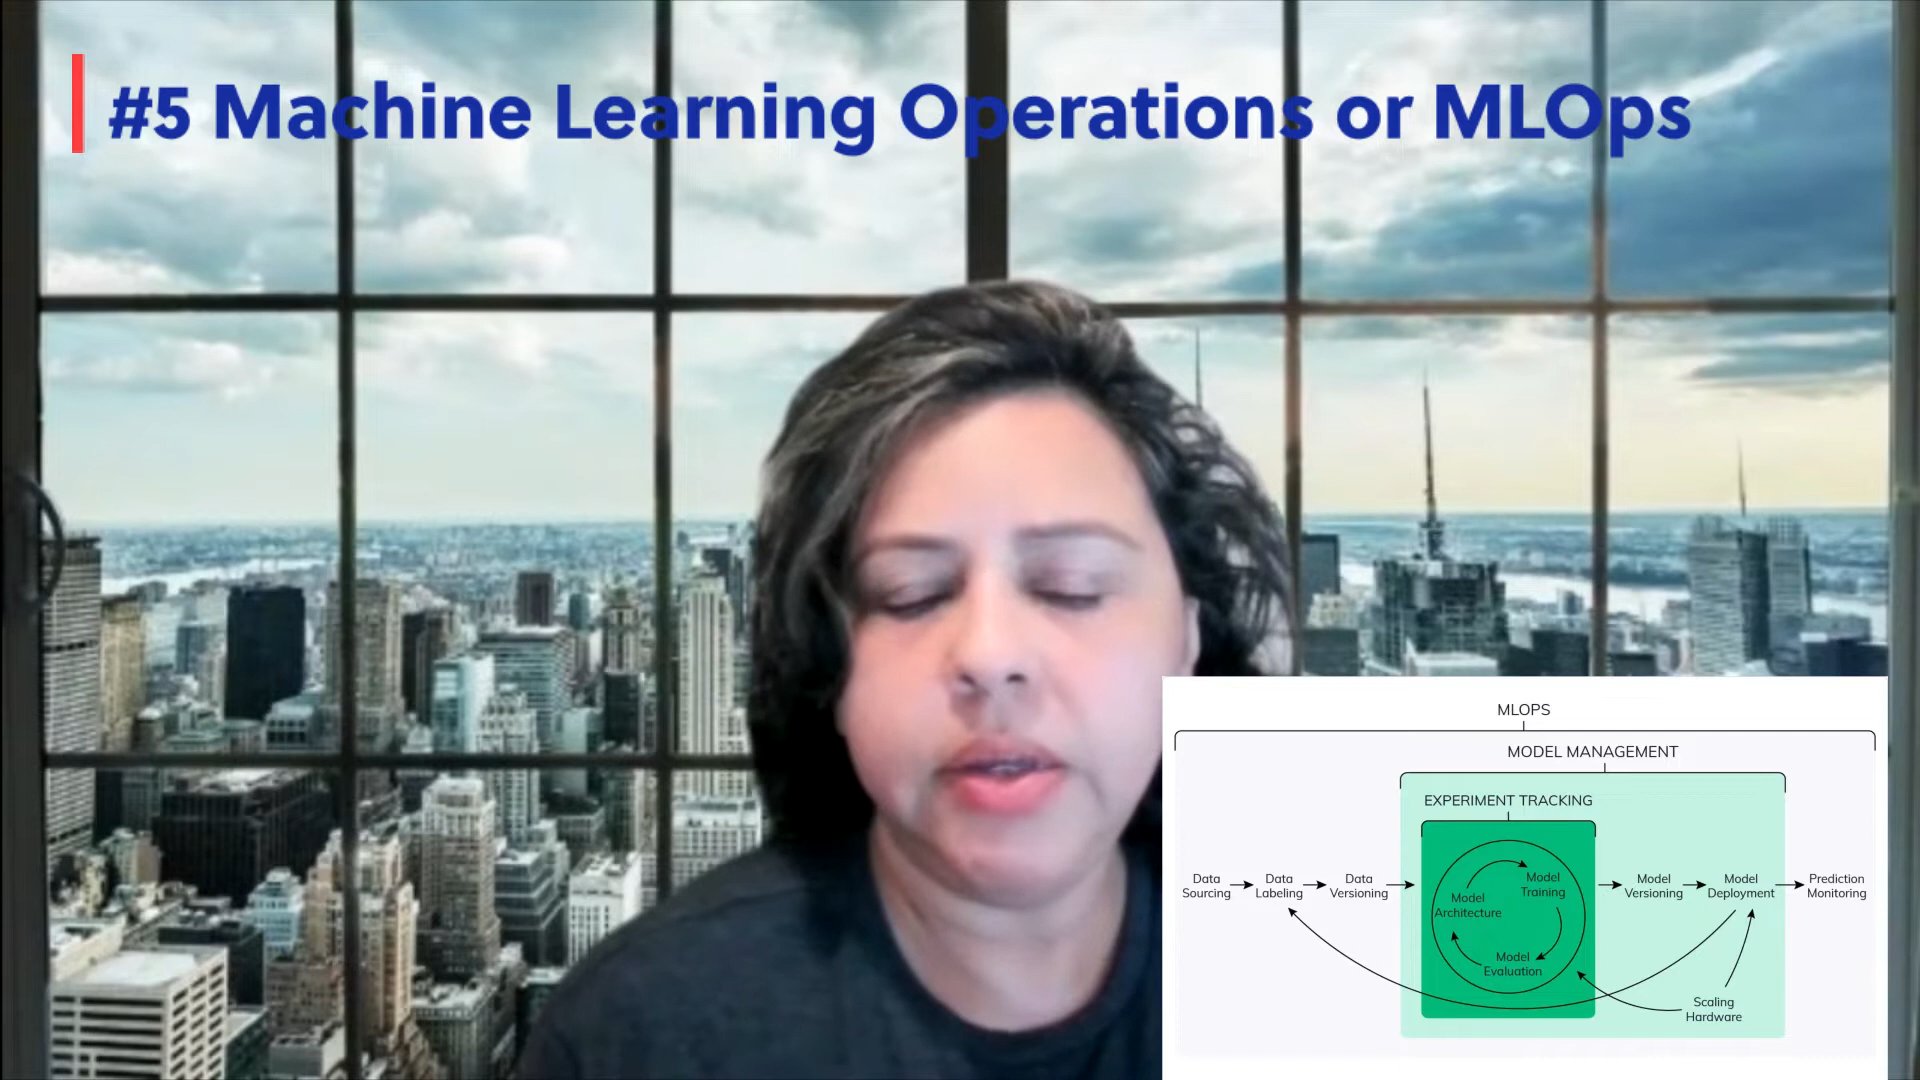 #5 Machine Learning Operations or MLOps
MLOPS
MODEL MANAGEMENT
EXPERIMENT TRACKING
Data
Sourcing
Data
Labeling
Data
Versioning
Model
Architecture
Model
Training
Model
Evaluation
Model
Versioning
Model
Deployment
Prediction
Monitoring
Scaling
Hardware